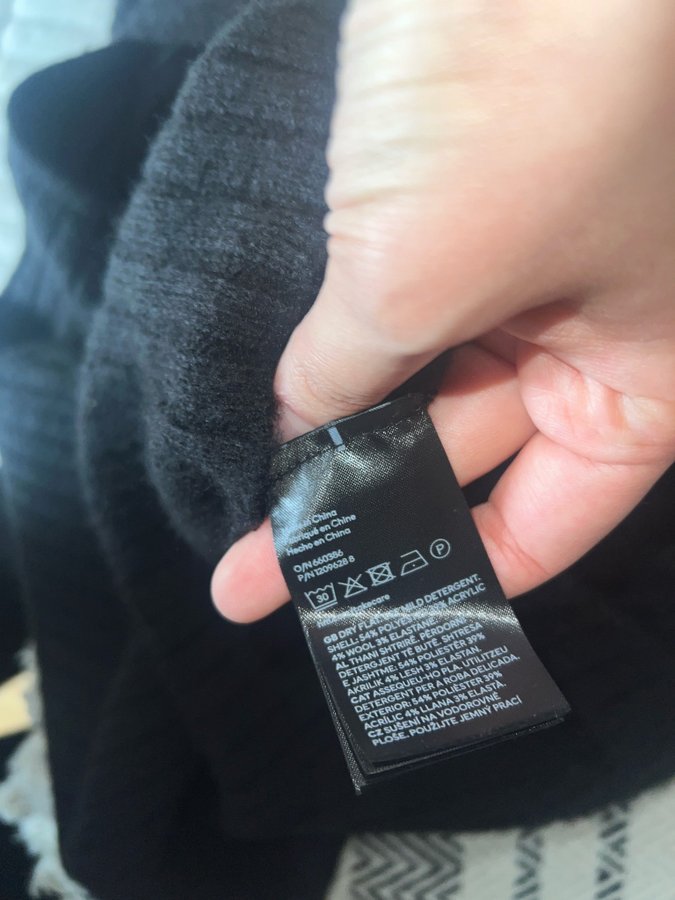 China
Fabriqué en Chine
Hecho en China
O/N 660386
P/N 1209628 8
30 P
GB DRY FLAT. MILD DETERGENT.
SHELL: 54% POLYESTER ACRYLIC
4% WOOL 3% ELASTANE.
AL THANI SHTRIRË. PËRDORNI
DETERGJENT TË BUTË. SHTRESA
E JASHTME: 54% POLIESTËR 39%
AKRILIK 4% LESH 3% ELASTAN.
CAT ASSEQUEU-HO PLA. UTILITZEU
DETERGENT PER A ROBA DELICADA.
EXTERIOR: 54% POLIÈSTER 39%
ACRÍLIC 4% LLANA 3% ELASTÀ.
CZ SUŠENÍ NA VODOROVNÉ
PLOŠE. POUŽIJTE JEMNÝ PRACÍ